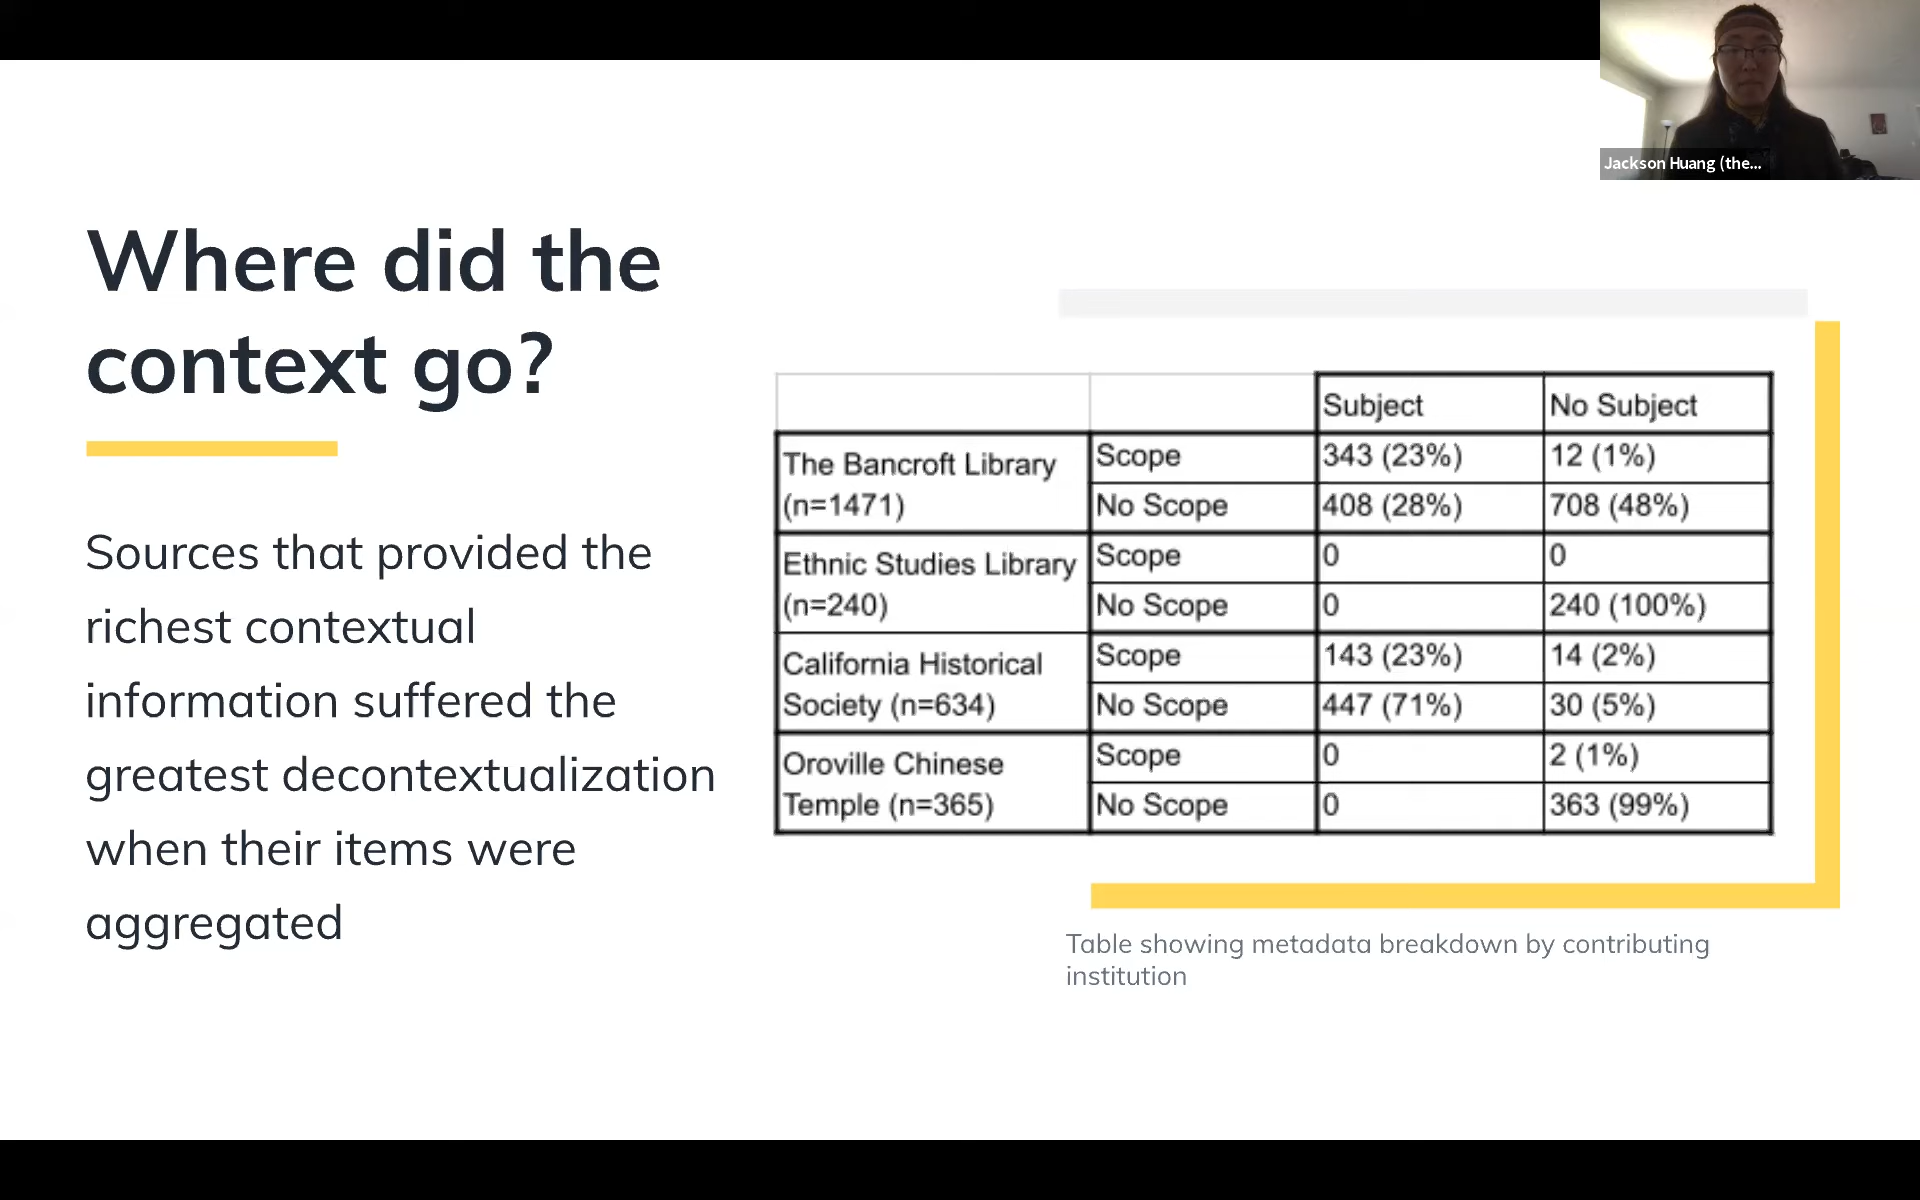 Jackson Huang (the...
Where did the
context go?
Sources that provided the
richest contextual
information suffered the
greatest decontextualization
when their items were
aggregated
Subject No Subject
The Bancroft Library
(n=1471)
Scope 343 (23%) 12 (1%)
No Scope 408 (28%) 708 (48%)
Ethnic Studies Library
(n=240)
Scope 0 0
No Scope 0 240 (100%)
California Historical
Society (n=634)
Scope 143 (23%) 14 (2%)
No Scope 447 (71%) 30 (5%)
Oroville Chinese
Temple (n=365)
Scope 0 2 (1%)
No Scope 0 363 (99%)
Table showing metadata breakdown by contributing
institution